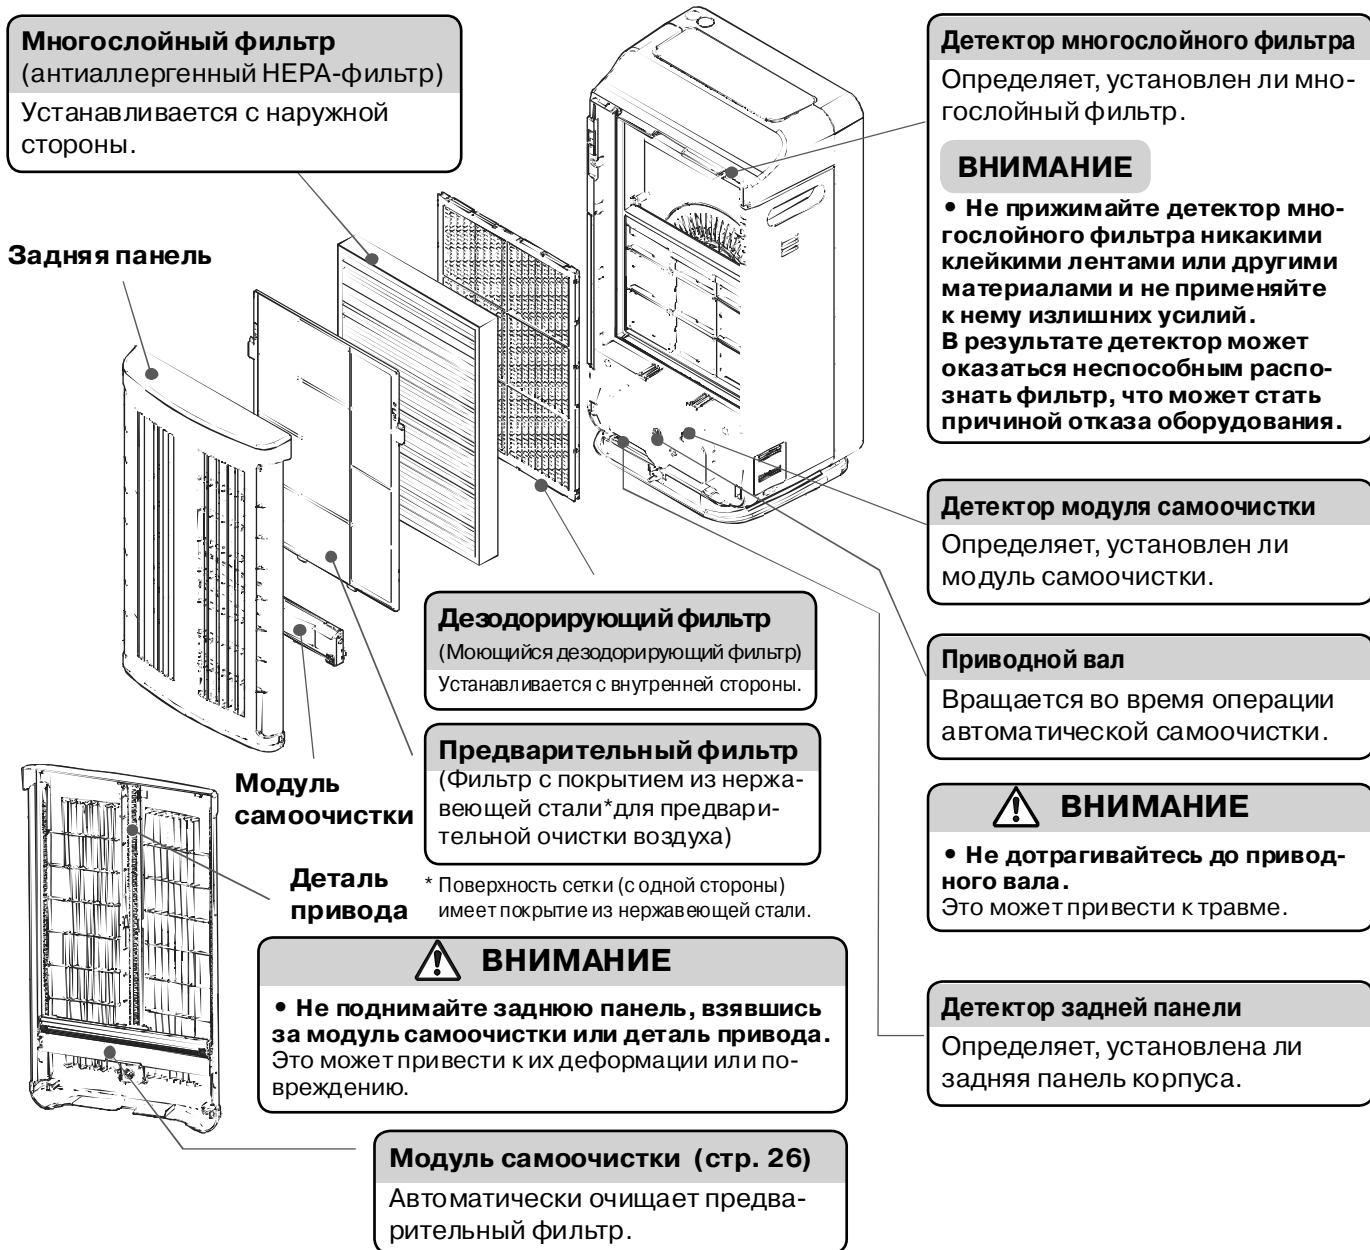 Многослойный фильтр
(антиаллергенный HEPA-фильтр)
Устанавливается с наружной
стороны.
Задняя панель
Дезодорирующий фильтр
(Моющийся дезодорирующий фильтр)
Устанавливается с внутренней стороны.
Предварительный фильтр
(Фильтр с покрытием из нержа-
веющей стали*для предвари-
тельной очистки воздуха)
* Поверхность сетки (с одной стороны)
имеет покрытие из нержавеющей стали.
Модуль
самоочистки
Деталь
привода
ВНИМАНИЕ
• Не поднимайте заднюю панель, взявшись
за модуль самоочистки или деталь привода.
Это может привести к их деформации или по-
вреждению.
Модуль самоочистки (стр. 26)
Автоматически очищает предва-
рительный фильтр.
Детектор многослойного фильтра
Определяет, установлен ли мно-
гослойный фильтр.
ВНИМАНИЕ
• Не прижимайте детектор мно-
гослойного фильтра никакими
клейкими лентами или другими
материалами и не применяйте
к нему излишних усилий.
В результате детектор может
оказаться неспособным распо-
знать фильтр, что может стать
причиной отказа оборудования.
Детектор модуля самоочистки
Определяет, установлен ли
модуль самоочистки.
Приводной вал
Вращается во время операции
автоматической самоочистки.
ВНИМАНИЕ
• Не дотрагивайтесь до привод-
ного вала.
Это может привести к травме.
Детектор задней панели
Определяет, установлена ли
задняя панель корпуса.